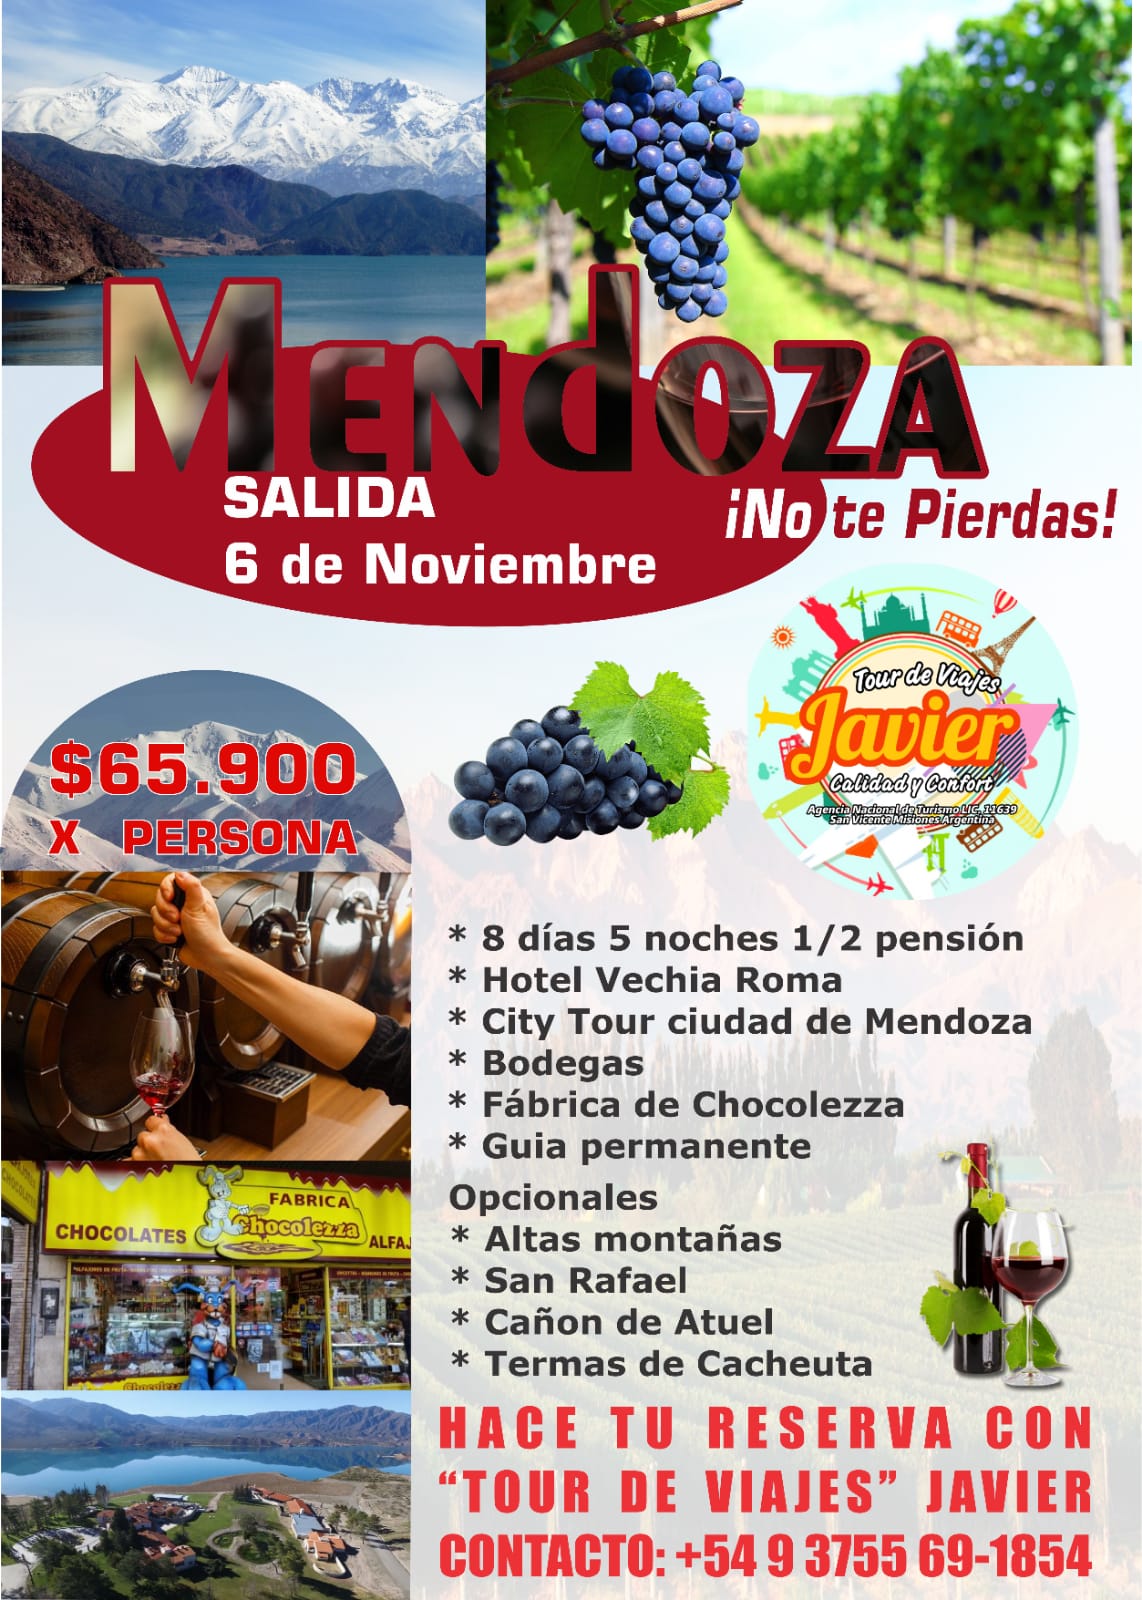 MENDOZA
SALIDA
6 de Noviembre
¡No te Pierdas!
Tour de Viajes
Javier
Calidad y Confort
Agencia Nacional de Turismo LIC. 11639
San Vicente Misiones Argentina
$65.900
X PERSONA
* 8 días 5 noches 1/2 pensión
* Hotel Vechia Roma
* City Tour ciudad de Mendoza
* Bodegas
* Fábrica de Chocolezza
* Guia permanente
Opcionales
* Altas montañas
* San Rafael
* Cañon de Atuel
* Termas de Cacheuta
CHOCOLATES
FABRICA
Chocolezza
ALFAJ
Chocolezz
HACE TU RESERVA CON
“TOUR DE VIAJES” JAVIER
CONTACTO: +54 9 3755 69-1854